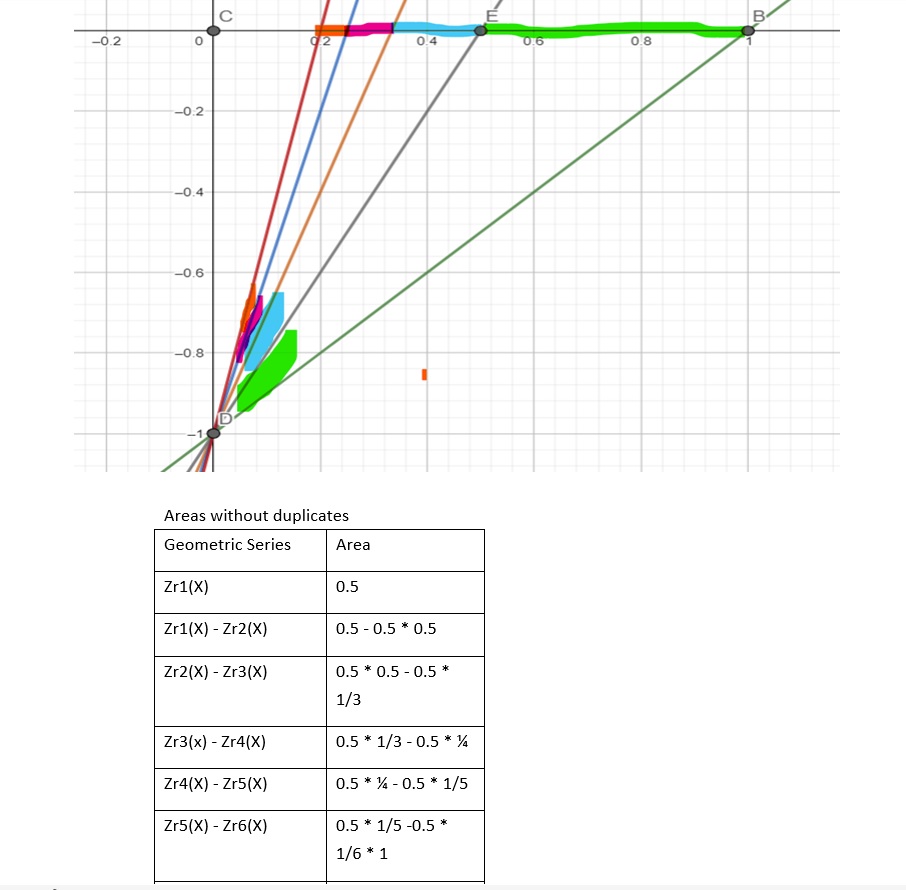 C
E
B
−0.2
0
0.2
0.4
0.6
0.8
1
−0.2
−0.4
−0.6
−0.8
D
−1
Areas without duplicates
Geometric Series
Area
Zr1(X)
0.5
Zr1(X) - Zr2(X)
0.5 - 0.5 * 0.5
Zr2(X) - Zr3(X)
0.5 * 0.5 - 0.5 *
1/3
Zr3(x) - Zr4(X)
0.5 * 1/3 - 0.5 * ¼
Zr4(X) - Zr5(X)
0.5 * ¼ - 0.5 * 1/5
Zr5(X) - Zr6(X)
0.5 * 1/5 -0.5 *
1/6 * 1